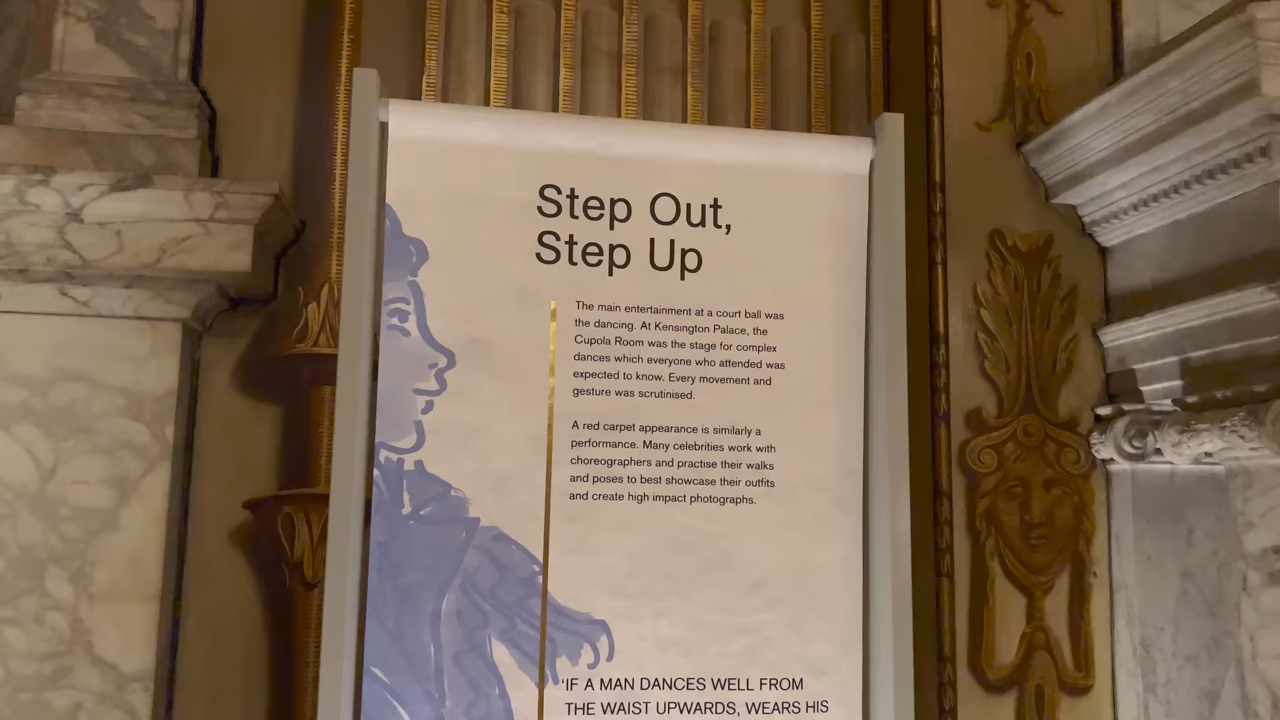 Step Out,
Step Up
The main entertainment at a court ball was
the dancing. At Kensington Palace, the
Cupola Room was the stage for complex
dances which everyone who attended was
expected to know. Every movement and
gesture was scrutinised.
A red carpet appearance is similarly a
performance. Many celebrities work with
choreographers and practise their walks
and poses to best showcase their outfits
and create high impact photographs.
‘IF A MAN DANCES WELL FROM
THE WAIST UPWARDS, WEARS HIS